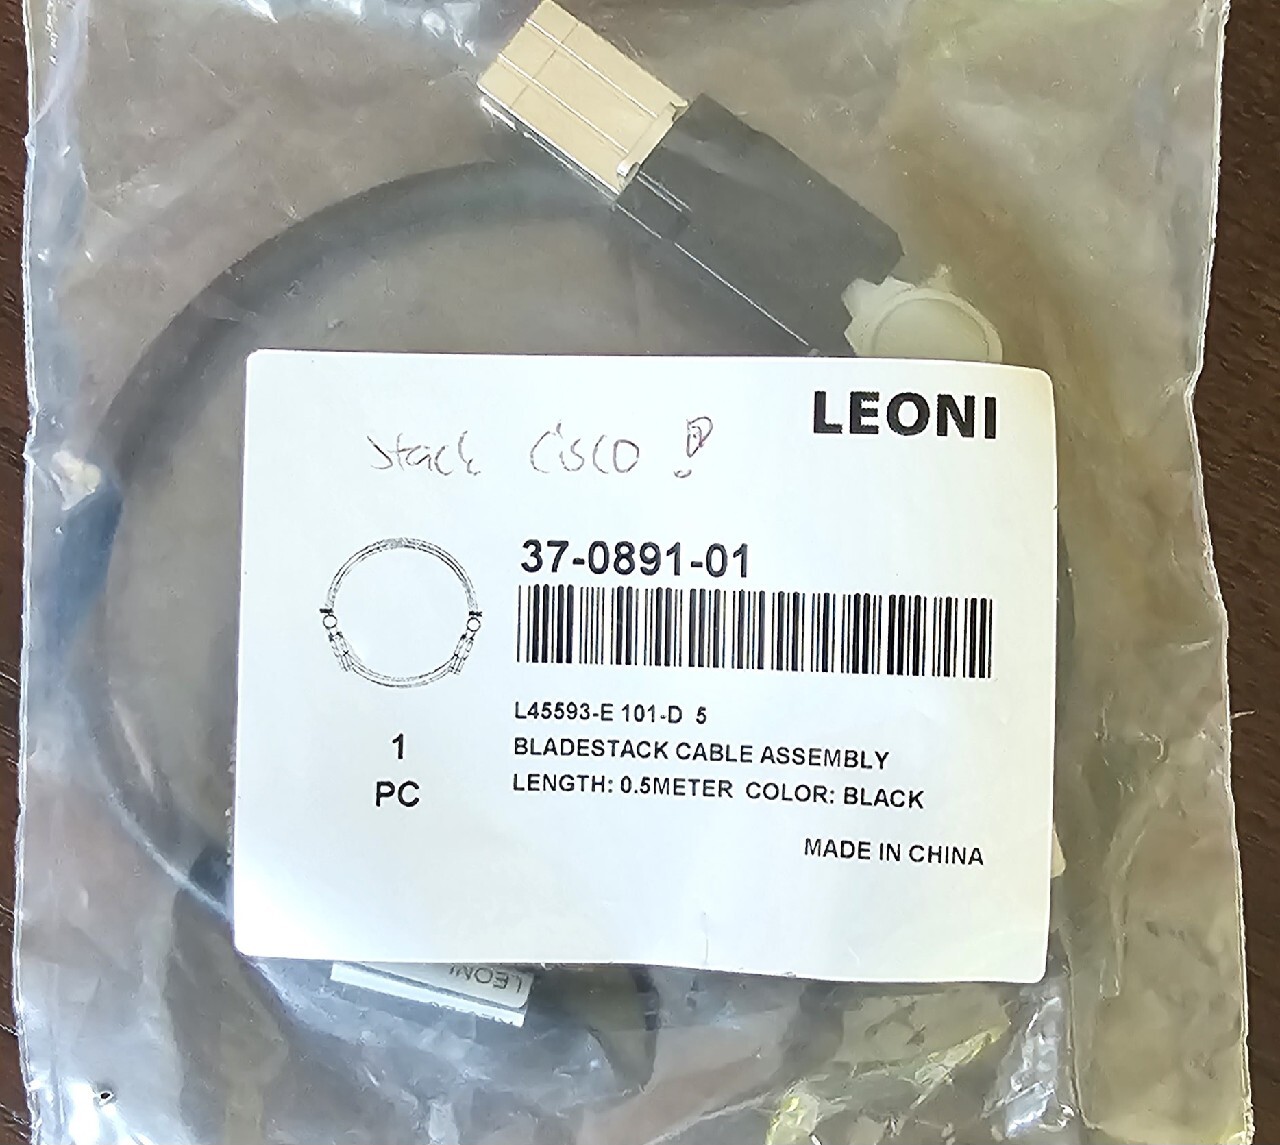 LEONI
stack cisco !
37-0891-01
L45593-E 101-D 5
BLADESTACK CABLE ASSEMBLY
LENGTH: 0.5METER COLOR: BLACK
1
PC
MADE IN CHINA
LEONI